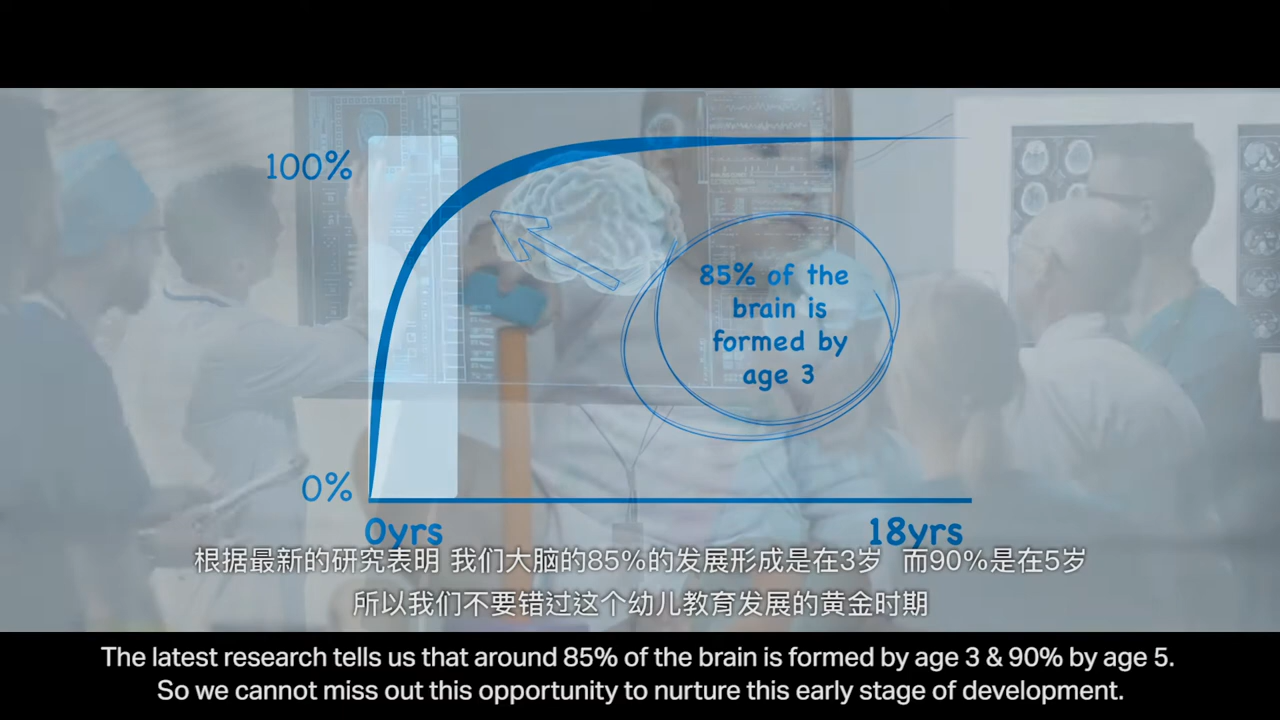 100%
85% of the
brain is
formed by
age 3
0%
0yrs
18yrs
根据最新的研究表明 我们大脑的85%的发展形成是在3岁 而90%是在5岁
所以我们不要错过这个幼儿教育发展的黄金时期
The latest research tells us that around 85% of the brain is formed by age 3 & 90% by age 5.
So we cannot miss out this opportunity to nurture this early stage of development.